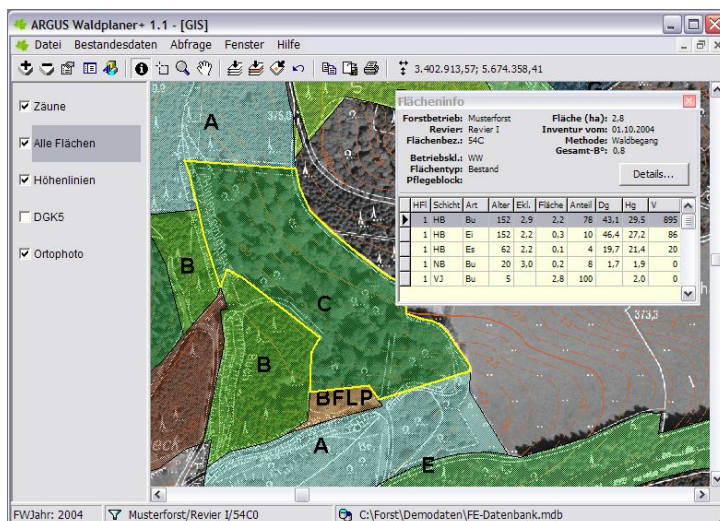 ARGUS Waldplaner+ 1.1 - [GIS]
Datei Bestandesdaten Abfrage Fenster Hilfe
3.402.913,57; 5.674.358,41
Zäune
Alle Flächen
Höhenlinien
DGK5
Ortophoto
A
375,0
B
C
B
BFLP
A
E
373,3
Flächeninfo
Forstbetrieb: Musterforst Fläche (ha): 2,8
Revier: Revier I Inventur vom: 01.10.2004
Flächenbez.: 54C Methode: Waldbegang
Gesamt-B°: 0,8
Betriebskl.: WW
Flächentyp: Bestand
Pflegeblock:
Details...
HFl Schicht Art Alter Ekl. Fläche Anteil Dg Hg V
1 HB Bu 152 2,9 2,2 78 43,1 29,5 895
1 HB Ei 152 2,2 0,3 10 46,4 27,2 86
1 HB Es 62 2,2 0,1 4 19,7 21,4 20
1 NB Bu 20 3,0 0,2 8 1,7 1,9 0
1 VJ Bu 5 2,8 100 2,0 0
FWJahr: 2004 Musterforst/Revier I/54C0 C:\Forst\Demodaten\FE-Datenbank.mdb